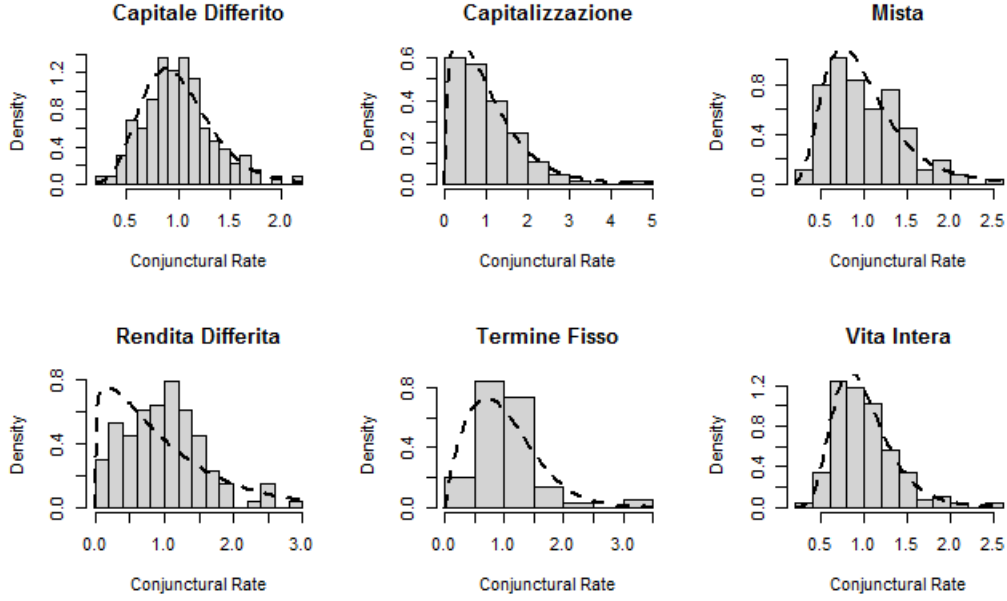 Capitale Differito
Density
0.0 0.4 0.8 1.2
0.5 1.0 1.5 2.0
Conjunctural Rate
Capitalizzazione
Density
0.0 0.2 0.4 0.6
0 1 2 3 4 5
Conjunctural Rate
Mista
Density
0.0 0.4 0.8
0.5 1.0 1.5 2.0 2.5
Conjunctural Rate
Rendita Differita
Density
0.0 0.4 0.8
0.0 1.0 2.0 3.0
Conjunctural Rate
Termine Fisso
Density
0.0 0.4 0.8
0.0 1.0 2.0 3.0
Conjunctural Rate
Vita Intera
Density
0.0 0.4 0.8 1.2
0.5 1.0 1.5 2.0 2.5
Conjunctural Rate